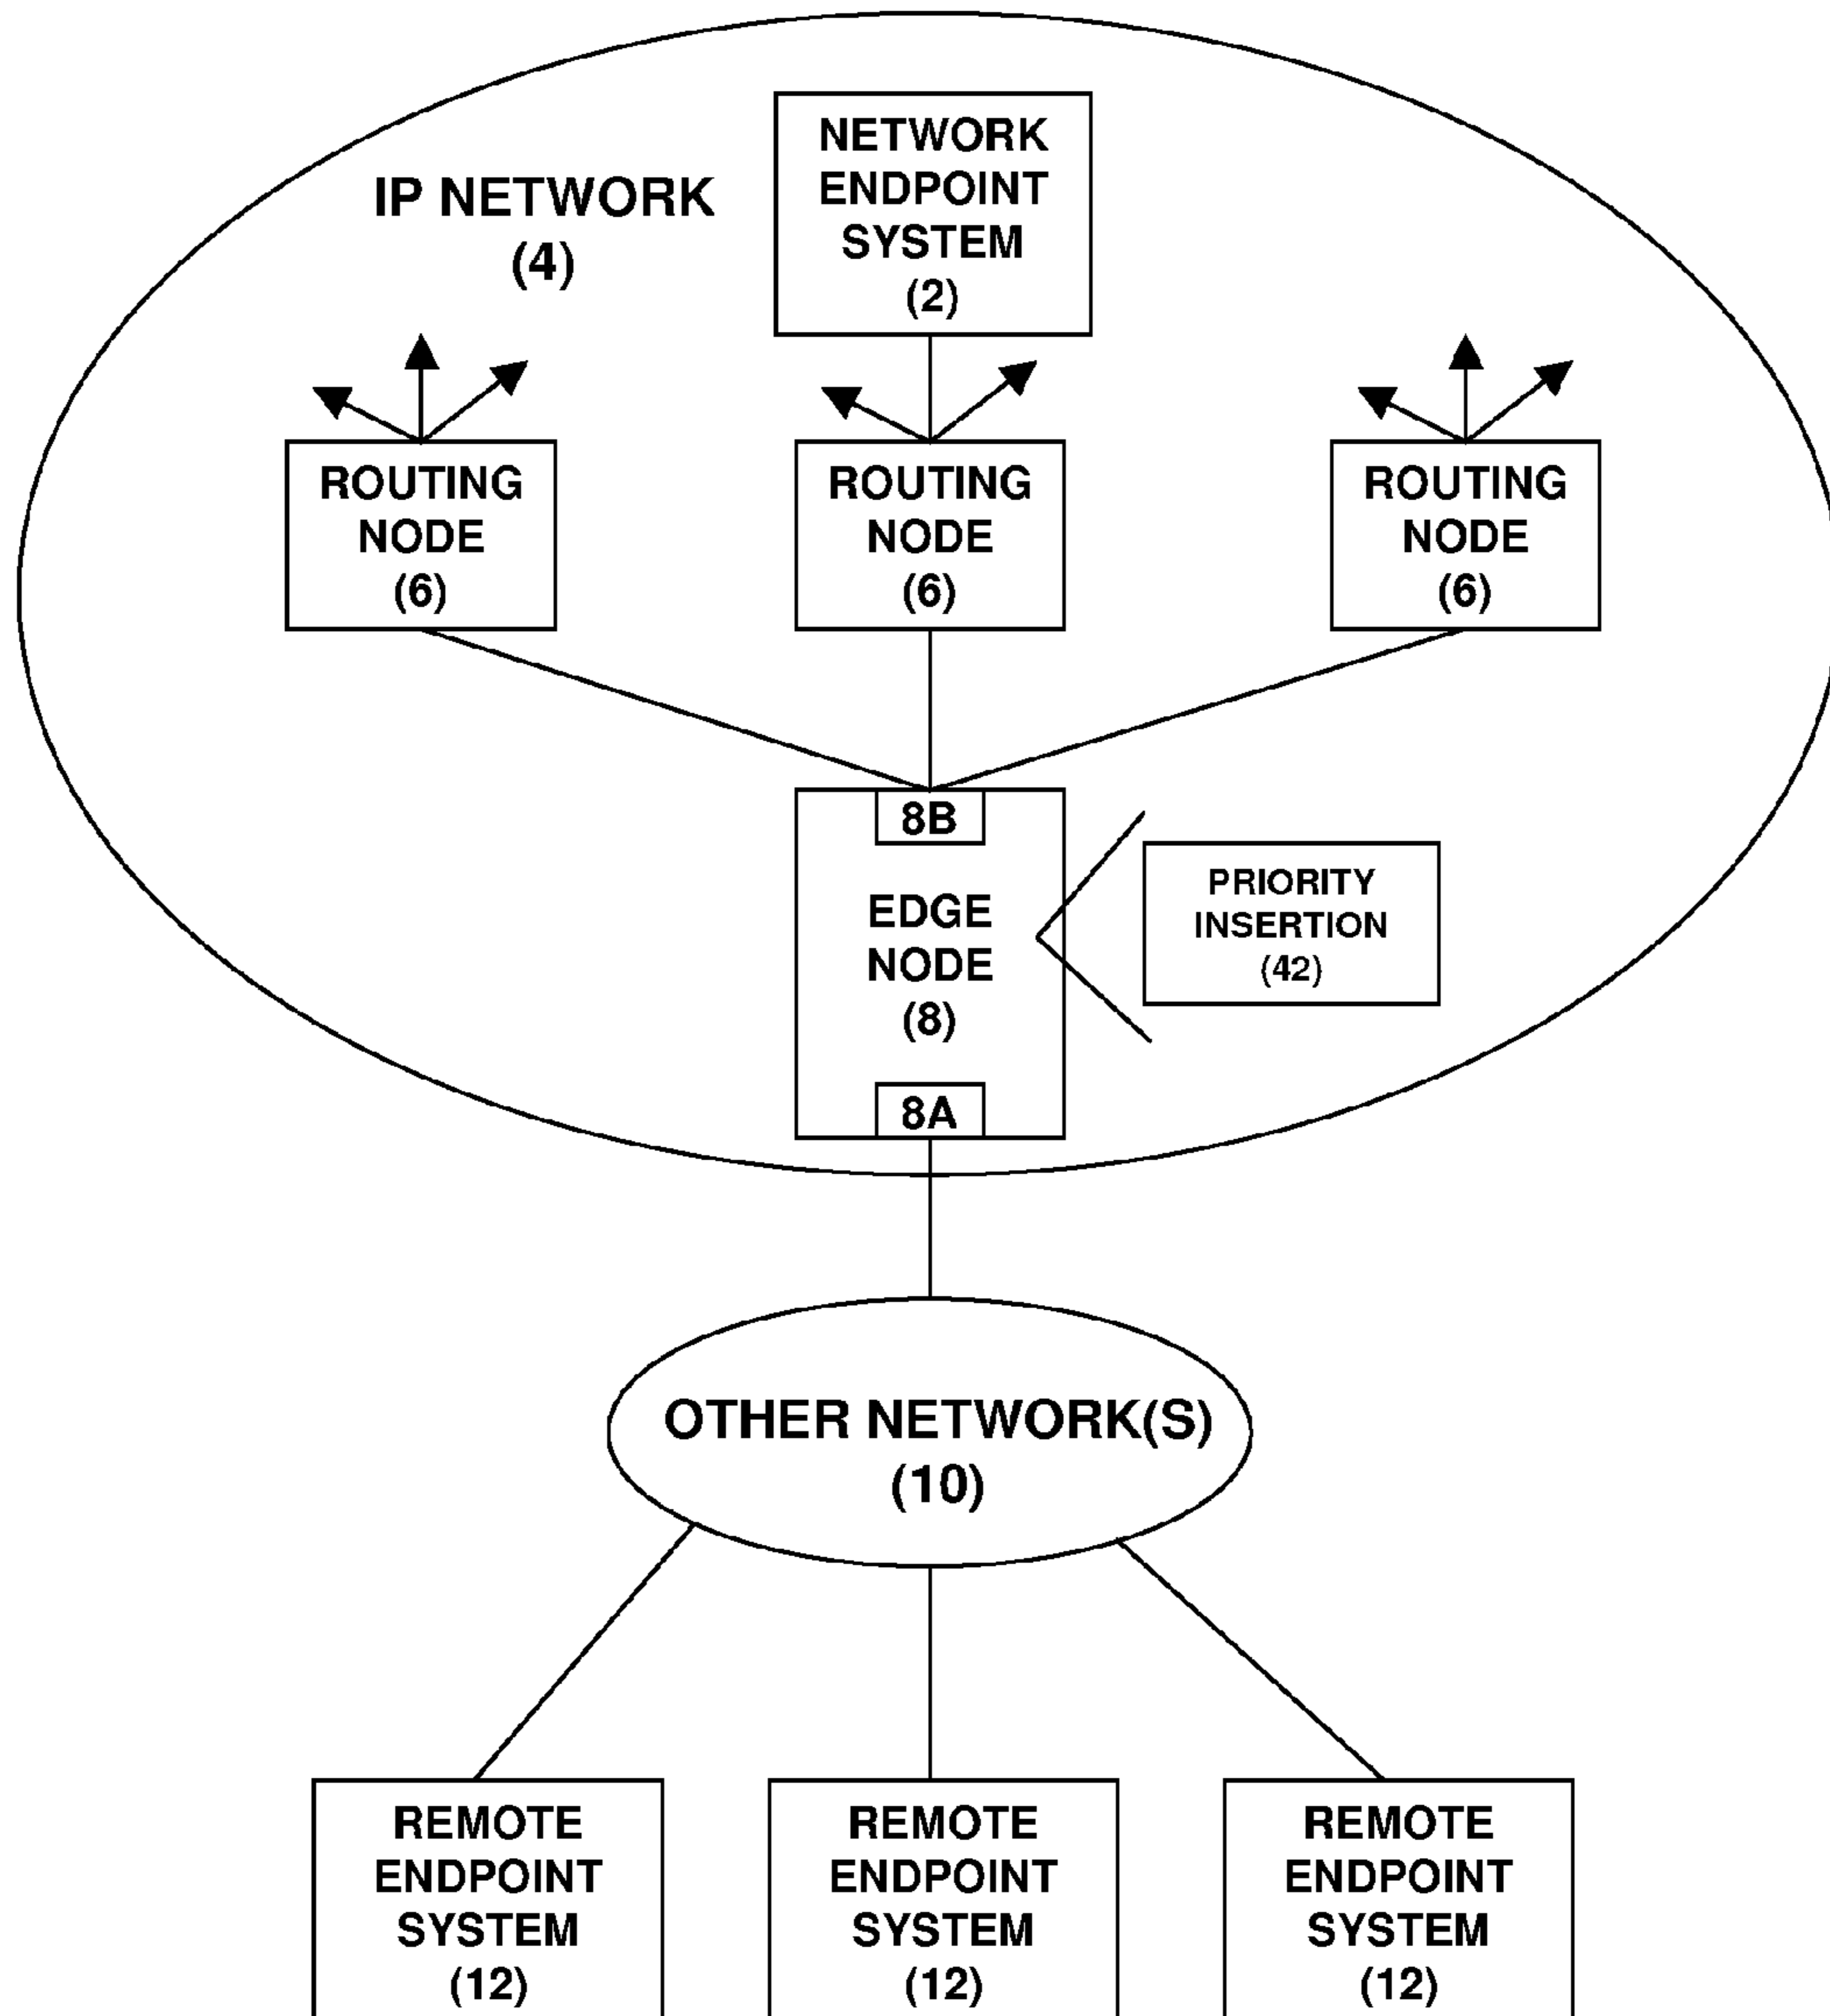 NETWORK
ENDPOINT
SYSTEM
(2)
IP NETWORK
(4)
ROUTING
NODE
(6)
ROUTING
NODE
(6)
ROUTING
NODE
(6)
8B
EDGE
NODE
(8)
8A
PRIORITY
INSERTION
(42)
OTHER NETWORK(S)
(10)
REMOTE
ENDPOINT
SYSTEM
(12)
REMOTE
ENDPOINT
SYSTEM
(12)
REMOTE
ENDPOINT
SYSTEM
(12)